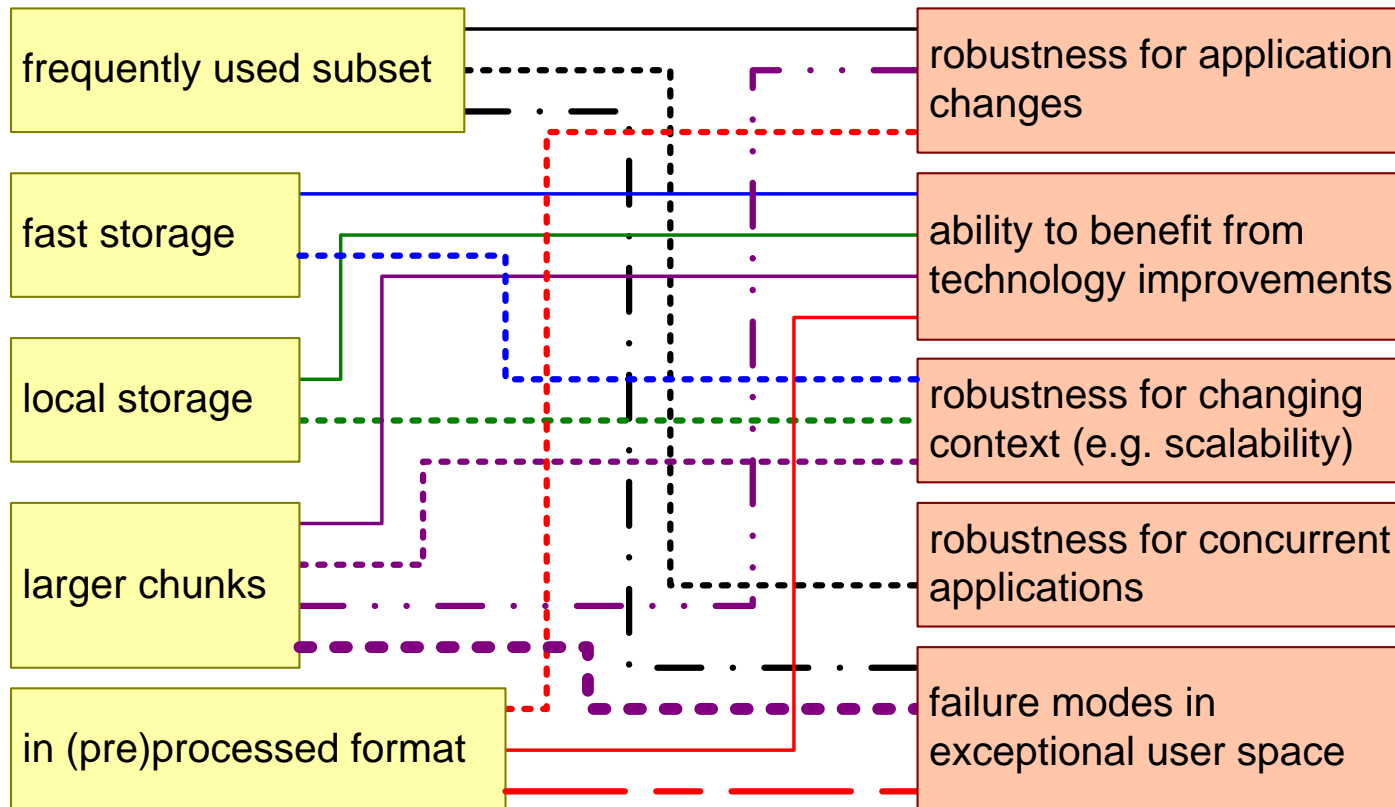 frequently used subset
fast storage
local storage
larger chunks
in (pre)processed format
robustness for application
changes
ability to benefit from
technology improvements
robustness for changing
context (e.g. scalability)
robustness for concurrent
applications
failure modes in
exceptional user space